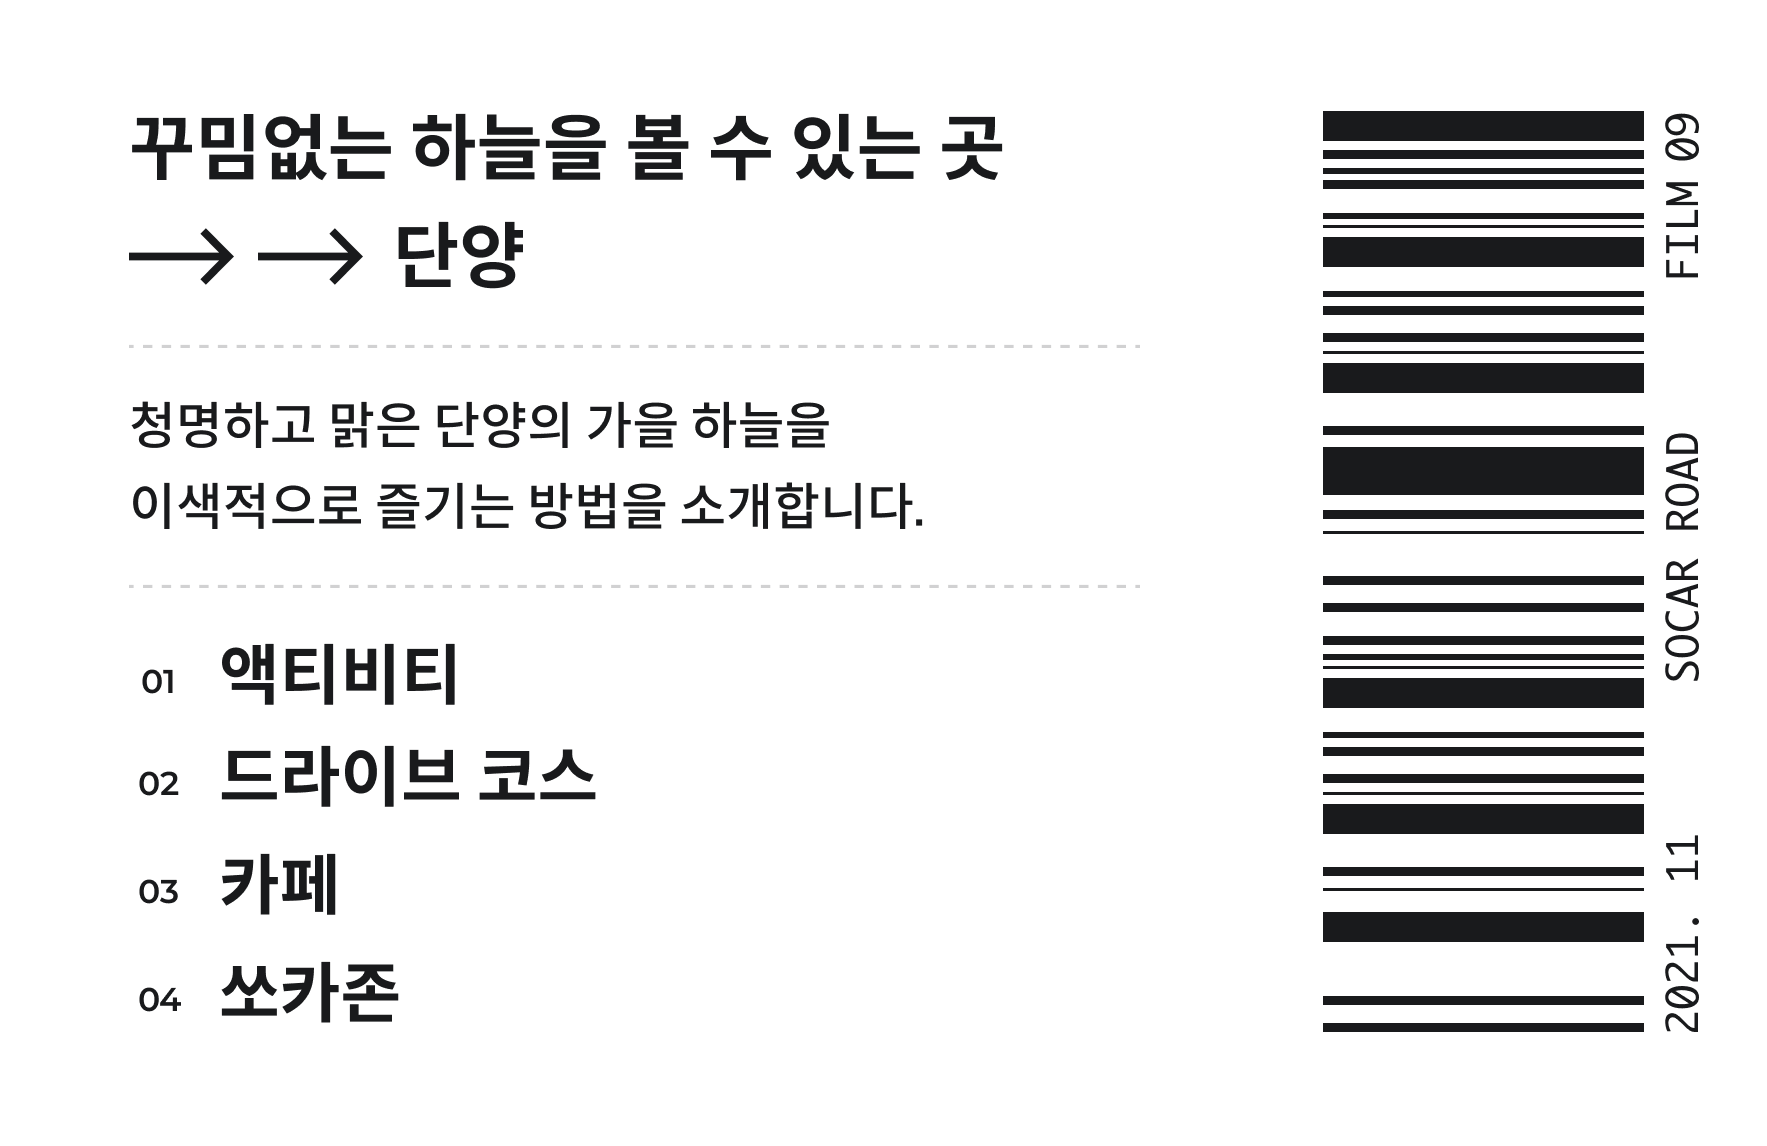 꾸밈없는 하늘을 볼 수 있는 곳
→ → 단양
청명하고 맑은 단양의 가을 하늘을
이색적으로 즐기는 방법을 소개합니다.
01 액티비티
02 드라이브 코스
03 카페
04 쏘카존
2021. 11 SOCAR ROAD FILM 09